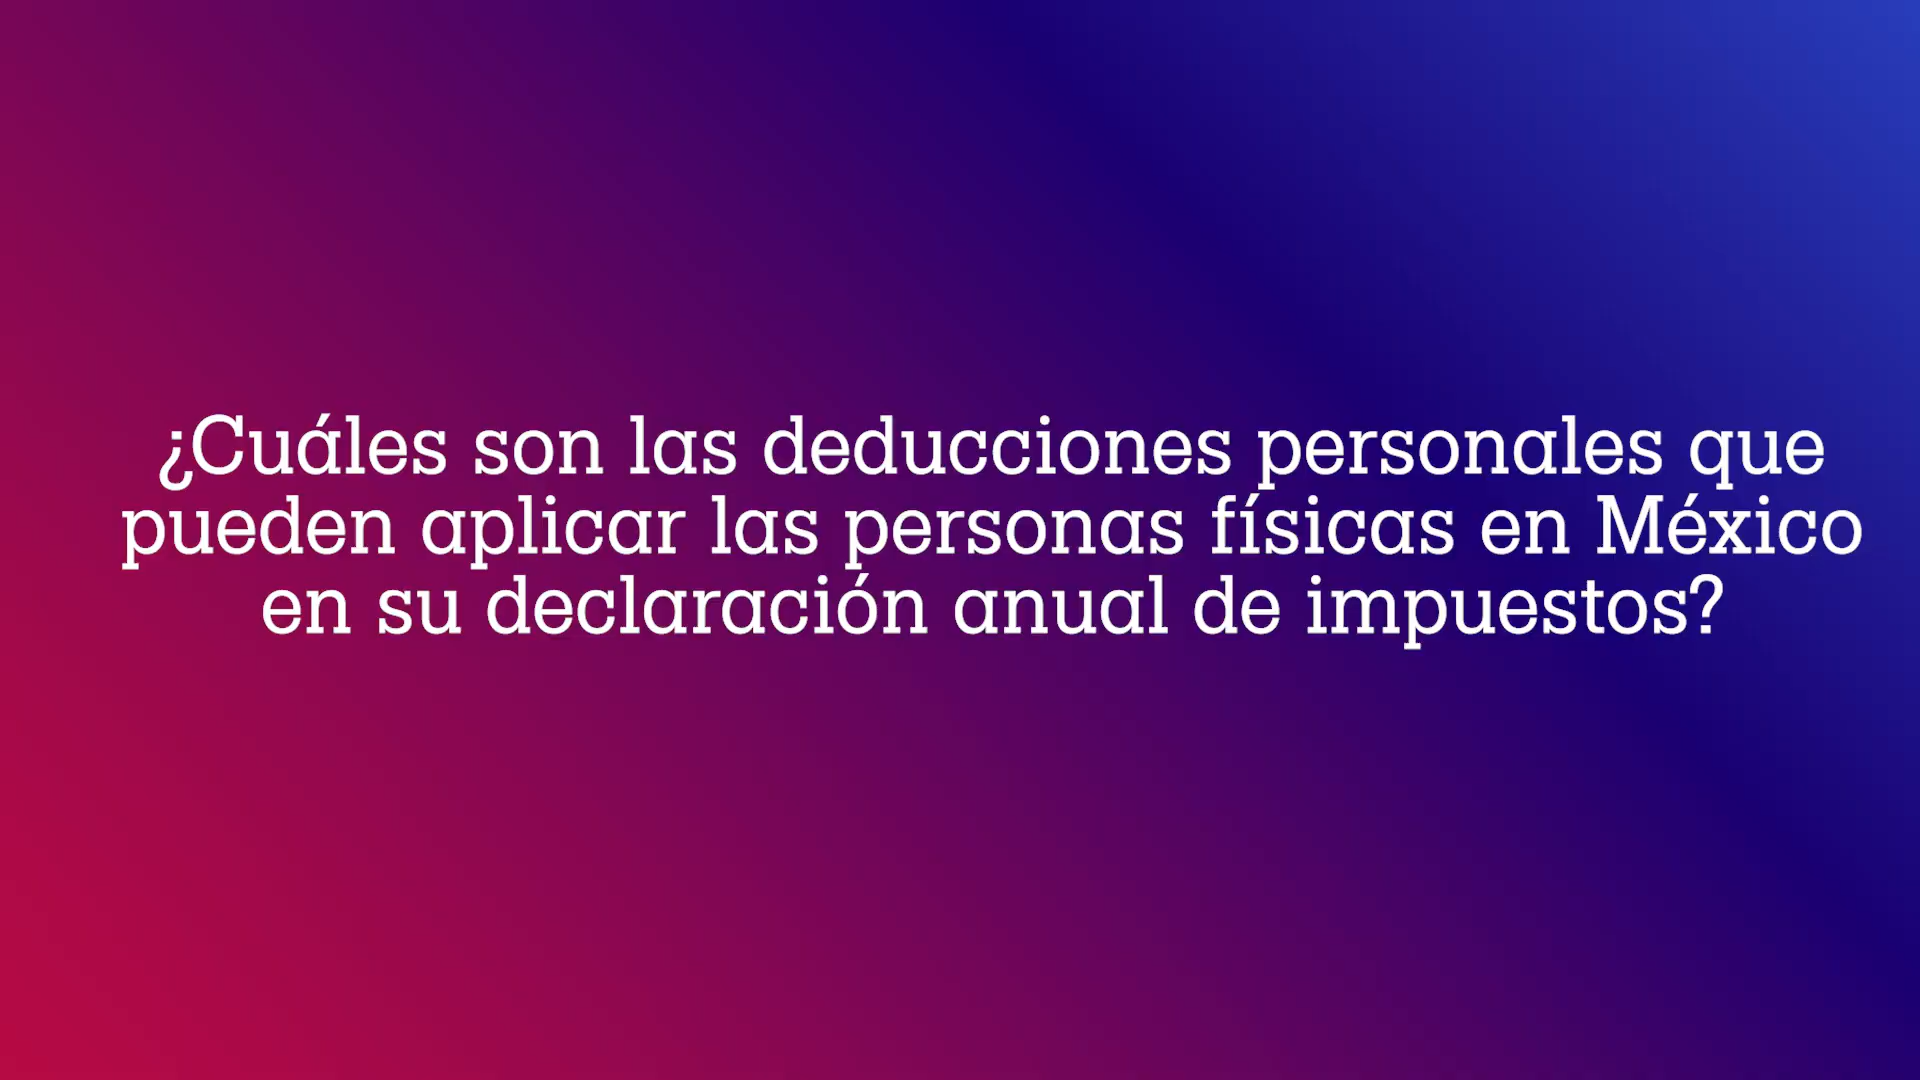 ¿Cuáles son las deducciones personales que
pueden aplicar las personas físicas en México
en su declaración anual de impuestos?